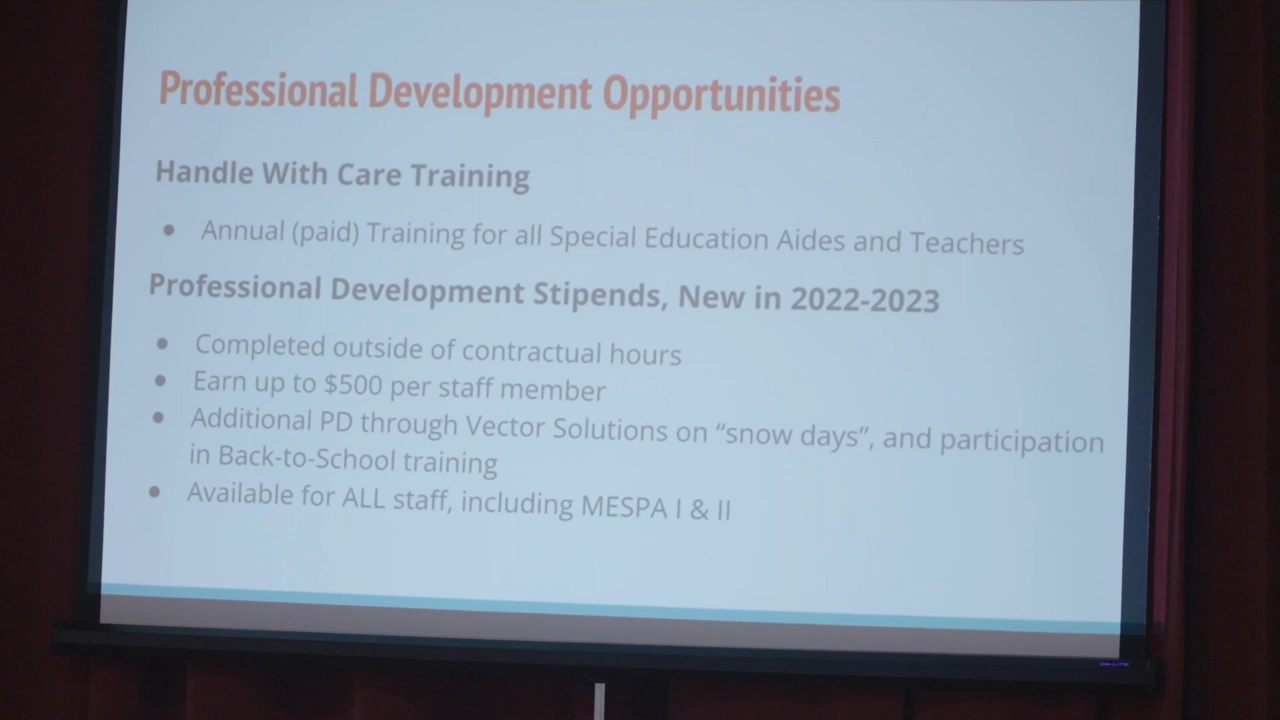 Professional Development Opportunities
Handle With Care Training
● Annual (paid) Training for all Special Education Aides and Teachers
Professional Development Stipends, New in 2022-2023
● Completed outside of contractual hours
● Earn up to $500 per staff member
● Additional PD through Vector Solutions on “snow days”, and participation
in Back-to-School training
● Available for ALL staff, including MESPA I & II
DA-LITE